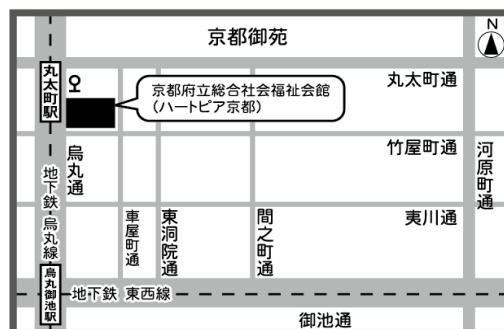 京都御苑
N
丸太町駅
丸太町通
京都府立総合社会福祉会館
（ハートピア京都）
烏丸通
竹屋町通
河原町通
地下鉄 烏丸線
車屋町通
東洞院通
間之町通
夷川通
烏丸御池駅
地下鉄 東西線
御池通